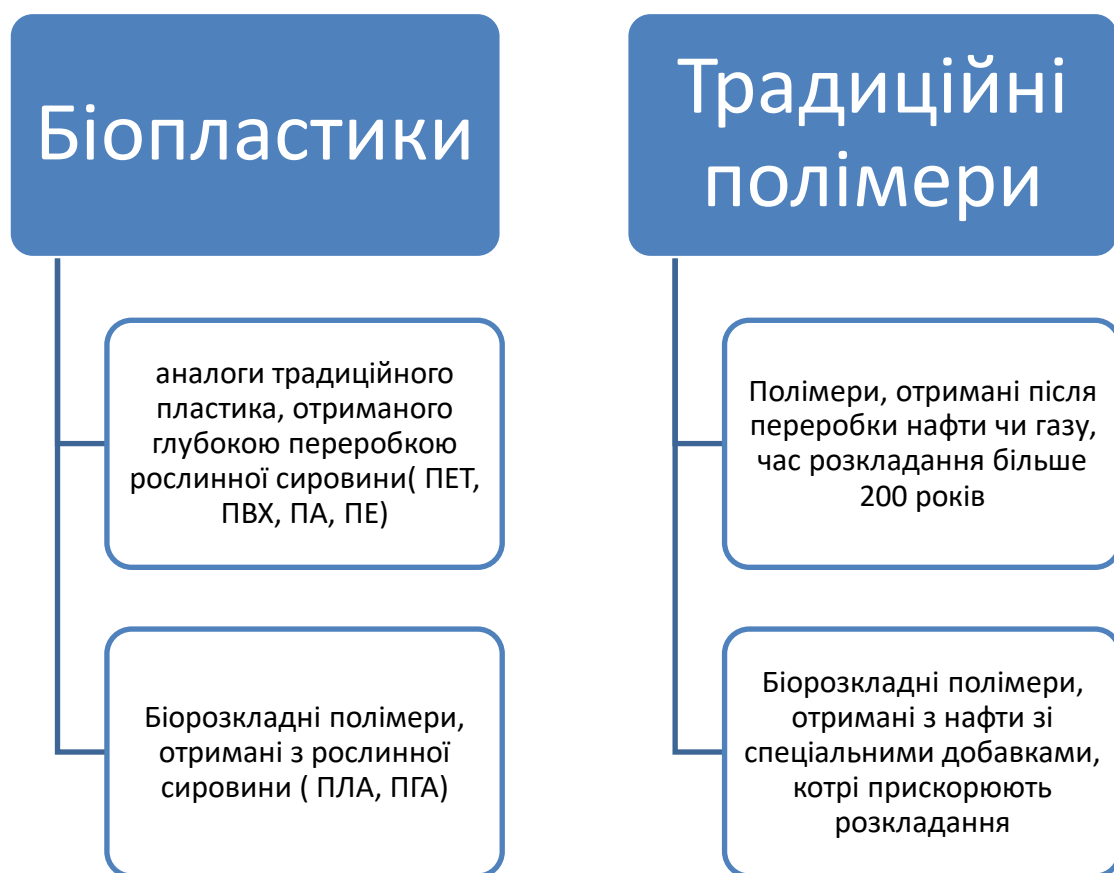 Біопластики
аналоги традиційного
пластика, отриманого
глубокою переробкою
рослинної сировини( ПЕТ,
ПВХ, ПА, ПЕ)
Біорозкладні полімери,
отримані з рослинної
сировини ( ПЛА, ПГА)
Традиційні
полімери
Полімери, отримані після
переробки нафти чи газу,
час розкладання більше
200 років
Біорозкладні полімери,
отримані з нафти зі
спеціальними добавками,
котрі прискорюють
розкладання